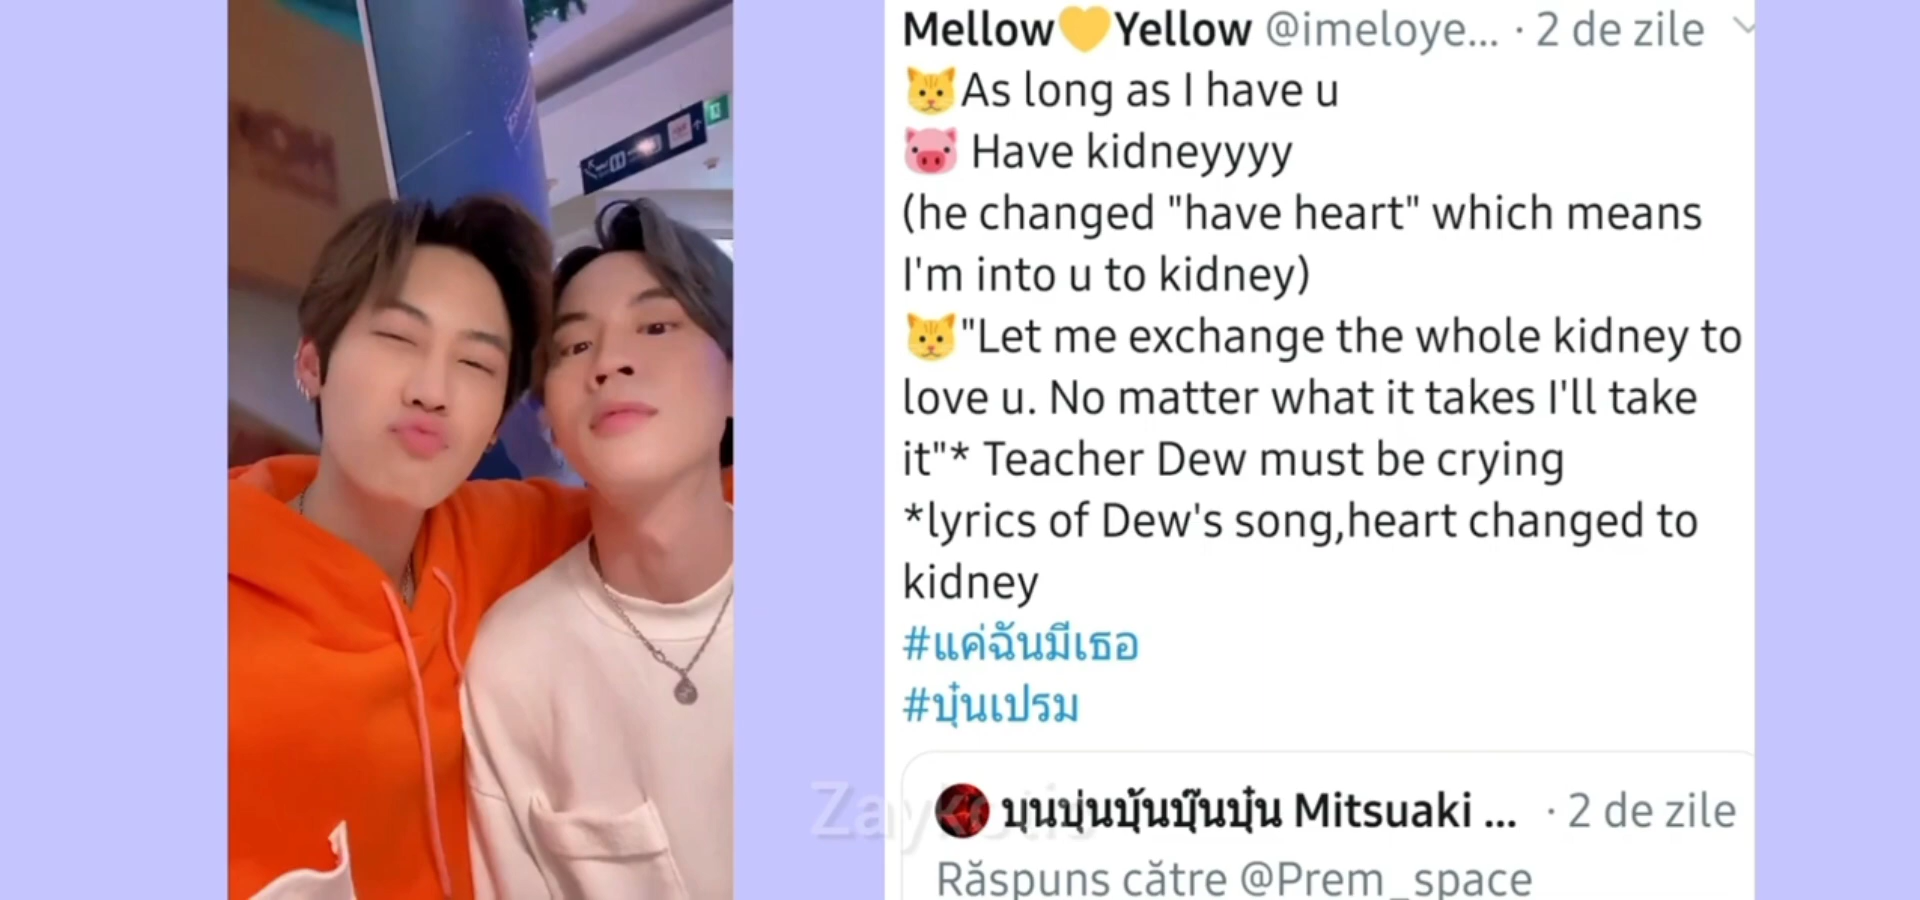 Mellow💛Yellow @imeloye... · 2 de zile
🐱As long as I have u
🐷 Have kidneyyyy
(he changed "have heart" which means
I'm into u to kidney)
🐱"Let me exchange the whole kidney to
love u. No matter what it takes I'll take
it"* Teacher Dew must be crying
*lyrics of Dew's song,heart changed to
kidney
#แค่ฉันมีเธอ
#บุ๋นเปรม
บุนบุ่นบุ้นบุ๊นบุ๋น Mitsuaki ... · 2 de zile
Răspuns către @Prem_space